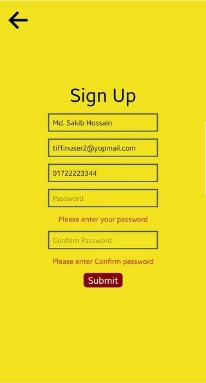 Sign Up
Md. Sakib Hossain
tiffinuser2@yopmail.com
01722223344
Password
Please enter your password
Confirm Password
Please enter Confirm password
Submit